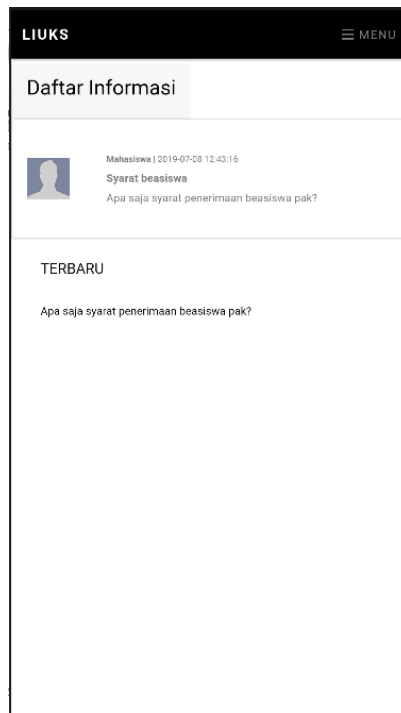 LIUKS
MENU
Daftar Informasi
Mahasiswa | 2019-07-08 12:43:16
Syarat beasiswa
Apa saja syarat penerimaan beasiswa pak?
TERBARU
Apa saja syarat penerimaan beasiswa pak?